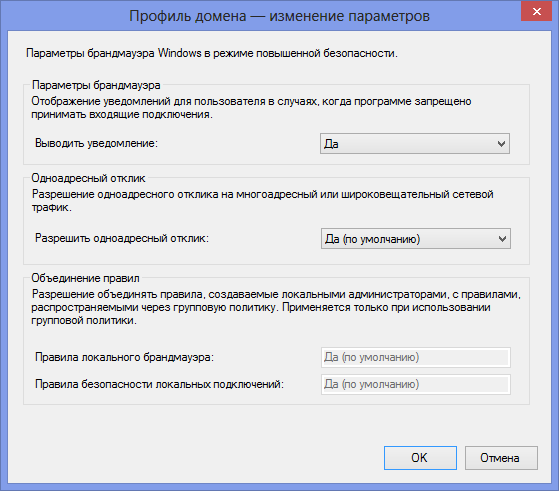 Профиль домена — изменение параметров
Параметры брандмауэра Windows в режиме повышенной безопасности.
Параметры брандмауэра
Отображение уведомлений для пользователя в случаях, когда программе запрещено
принимать входящие подключения.
Выводить уведомление:
Да
Одноадресный отклик
Разрешение одноадресного отклика на многоадресный или широковещательный сетевой
трафик.
Разрешить одноадресный отклик:
Да (по умолчанию)
Объединение правил
Разрешение объединять правила, создаваемые локальными администраторами, с правилами,
распространяемыми через групповую политику. Применяется только при использовании
групповой политики.
Правила локального брандмауэра:
Да (по умолчанию)
Правила безопасности локальных подключений:
Да (по умолчанию)
OK
Отмена